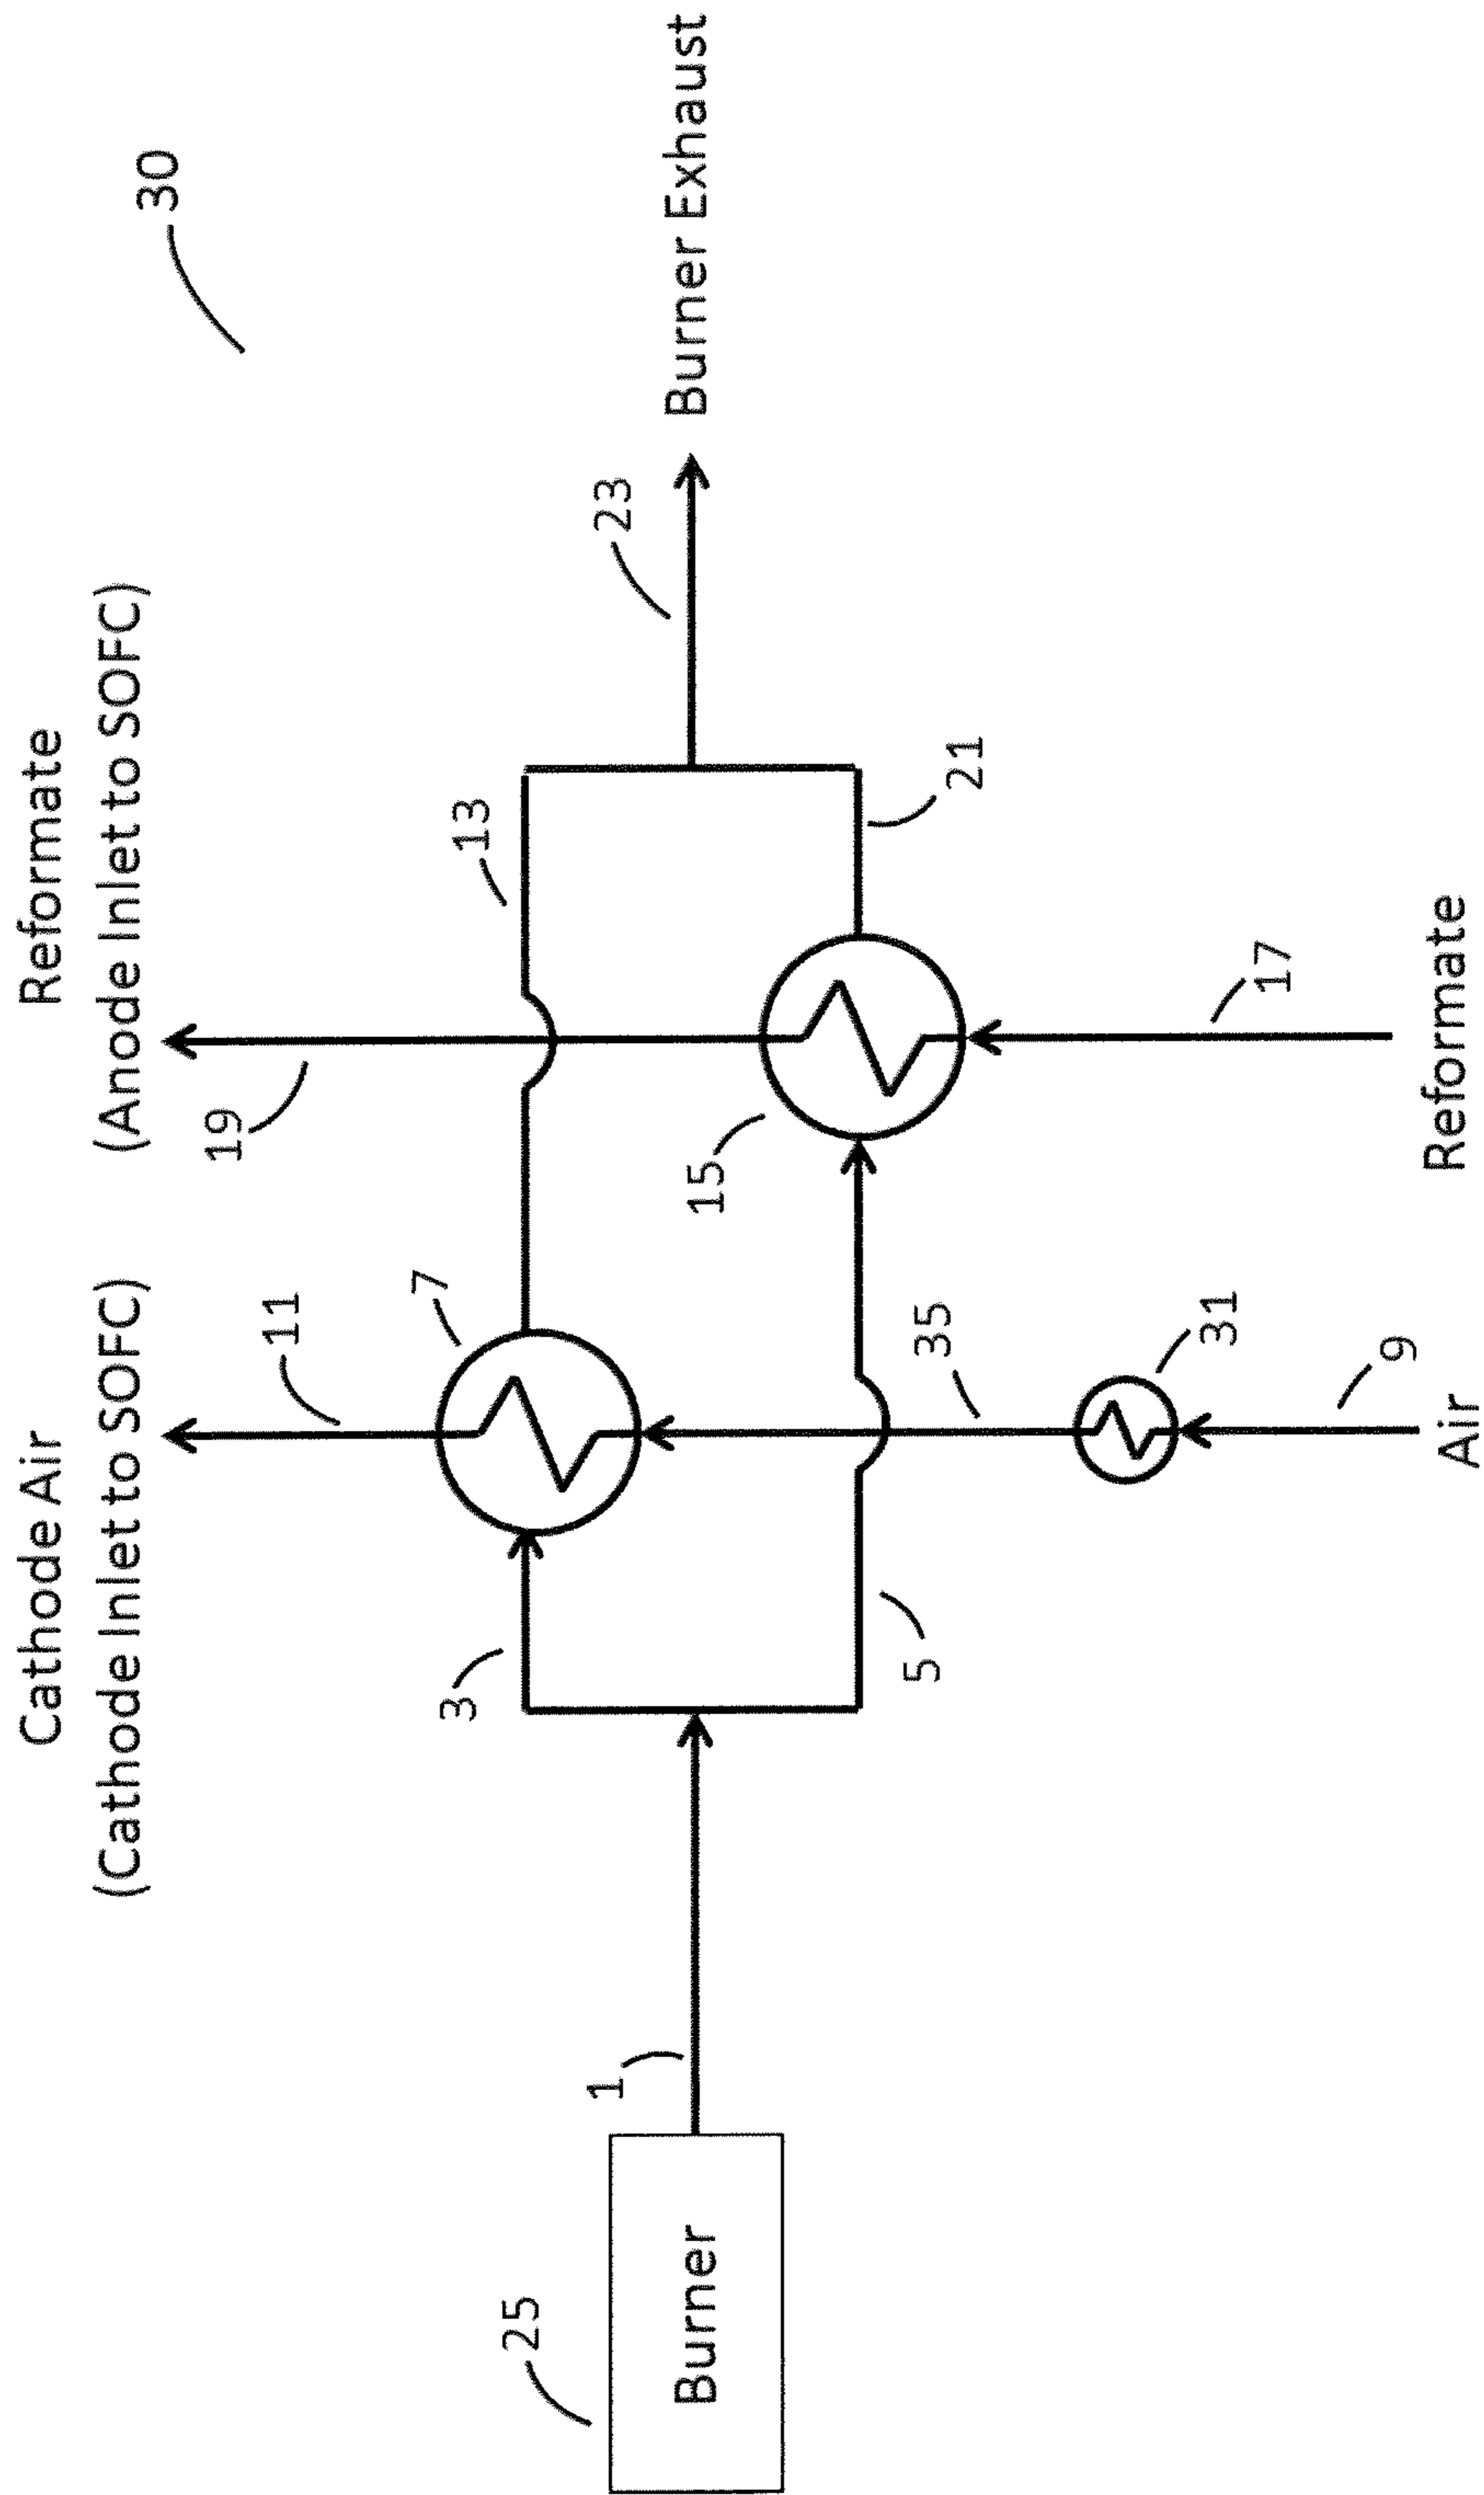 Cathode Air
(Cathode Inlet to SOFC)
Reformate
(Anode Inlet to SOFC)
30
11
19
7
13
3
23
25
Burner
1
Burner Exhaust
15
5
35
21
31
9
17
Air
Reformate